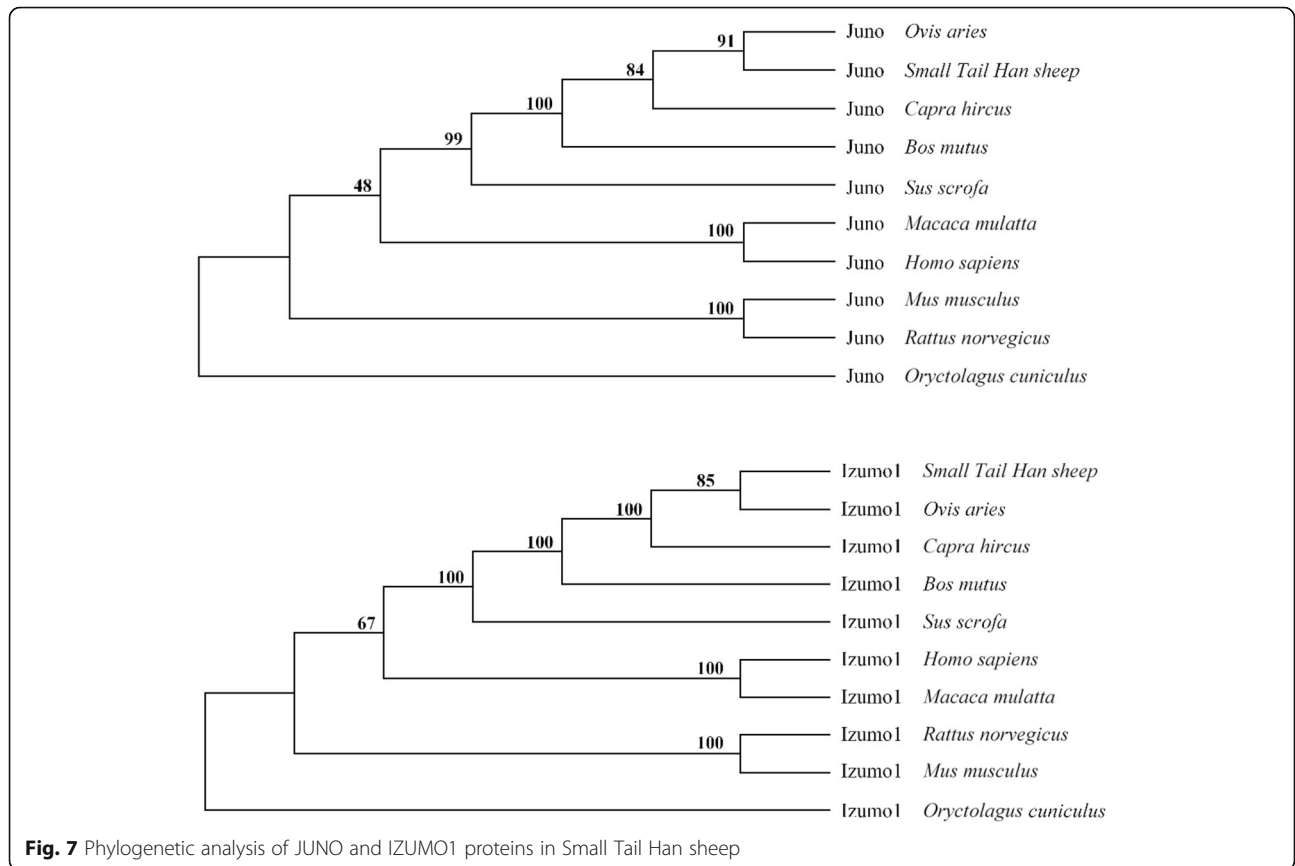 91
Juno Ovis aries
Juno Small Tail Han sheep
84
Juno Capra hircus
100
Juno Bos mutus
99
Juno Sus scrofa
48
Juno Macaca mulatta
100
Juno Homo sapiens
Juno Mus musculus
100
Juno Rattus norvegicus
Juno Oryctolagus cuniculus
Izumo1 Small Tail Han sheep
85
Izumo1 Ovis aries
100
Izumo1 Capra hircus
100
Izumo1 Bos mutus
100
Izumo1 Sus scrofa
67
Izumo1 Homo sapiens
100
Izumo1 Macaca mulatta
Izumo1 Rattus norvegicus
100
Izumo1 Mus musculus
Izumo1 Oryctolagus cuniculus
Fig. 7 Phylogenetic analysis of JUNO and IZUMO1 proteins in Small Tail Han sheep